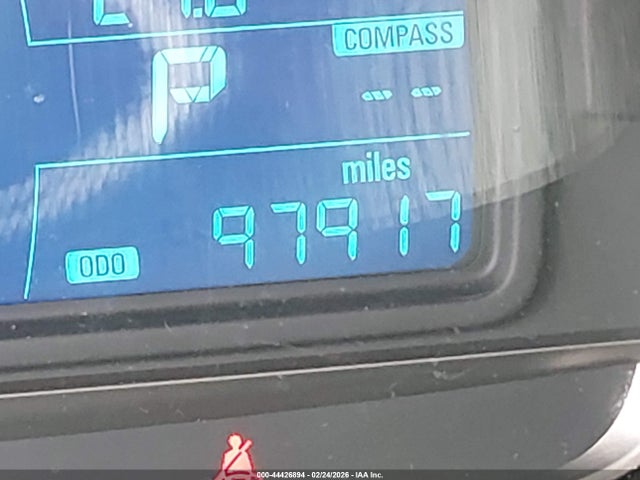 COMPASS
P -- --
miles
ODO 97917
000-44426894 - 02/24/2026 - IAA Inc.